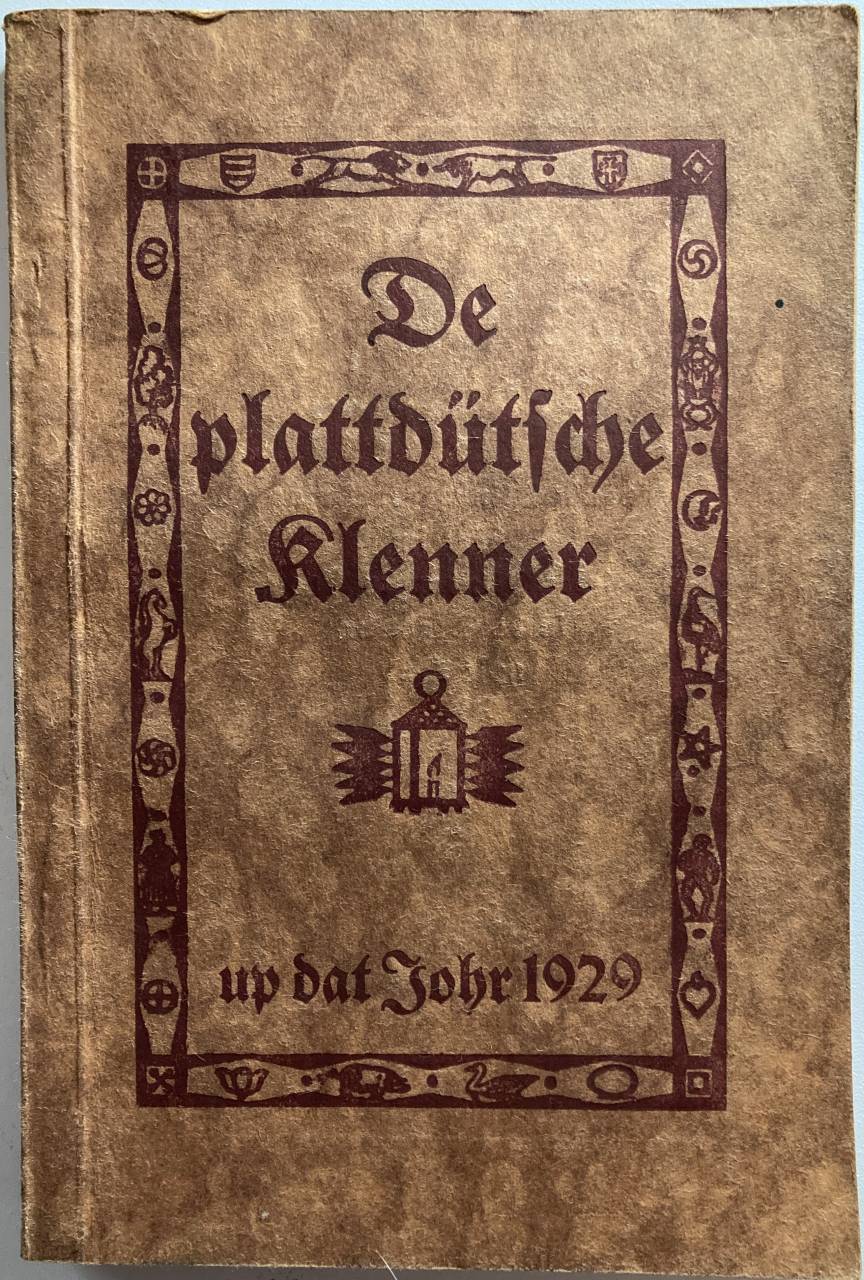 De
plattdütſche
Klenner
up dat Johr 1929